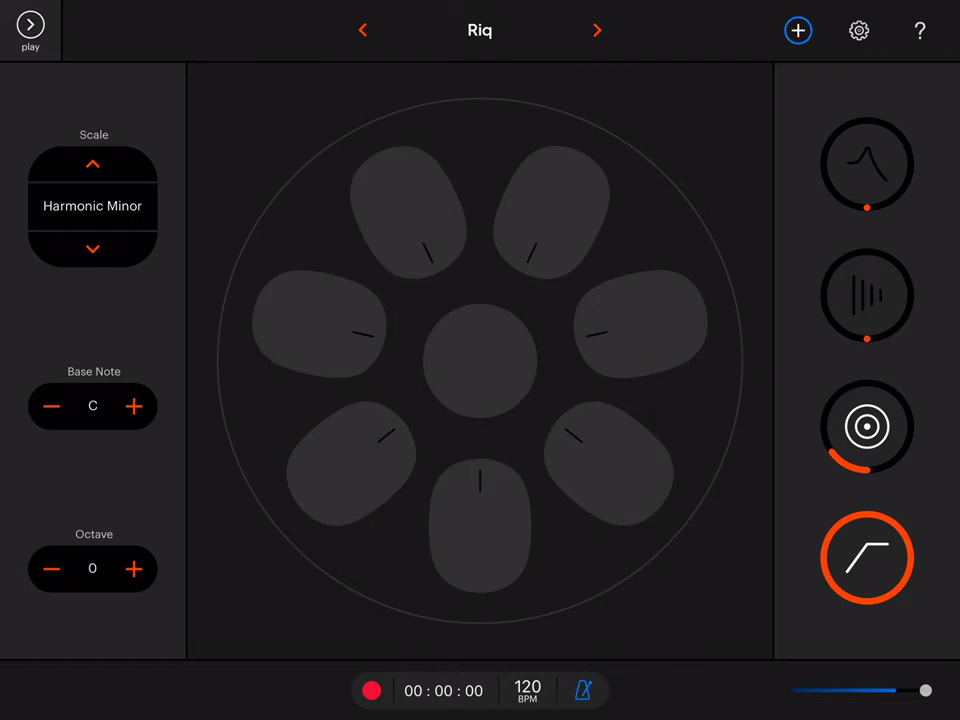 play
Riq
?
Scale
Harmonic Minor
Base Note
C
Octave
0
00 : 00 : 00
120
BPM